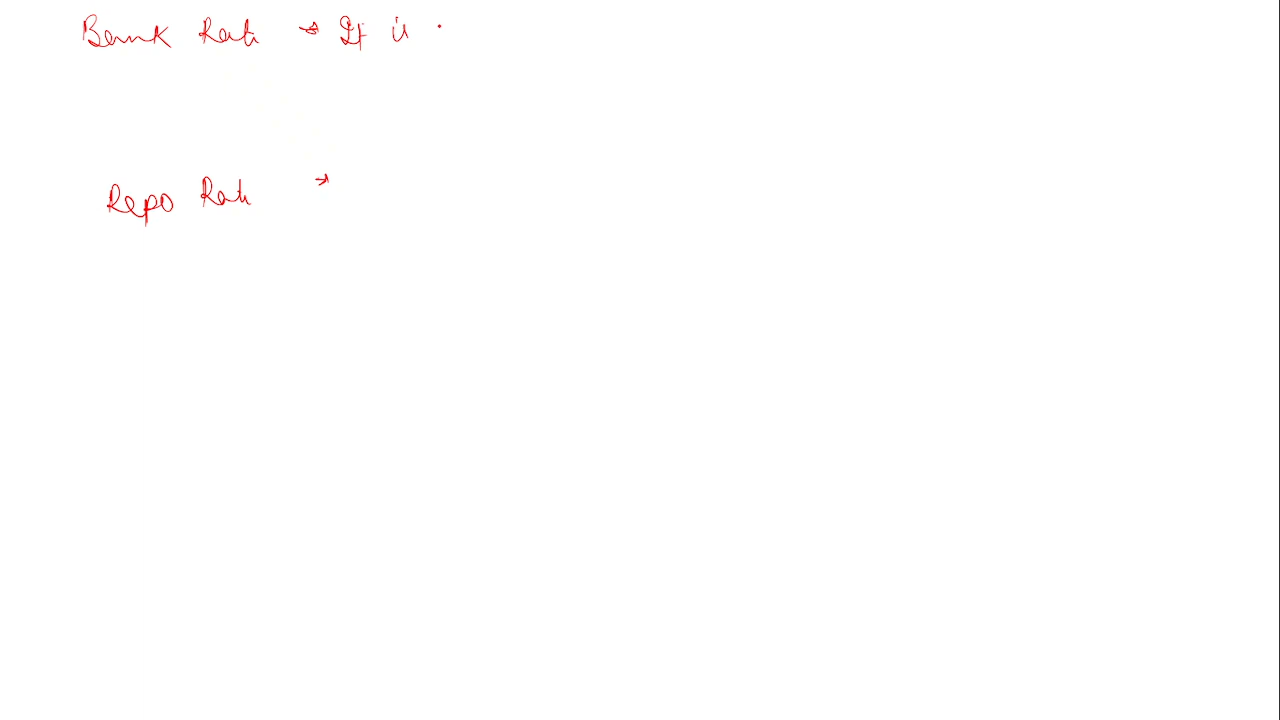 Bank Rate → It is
Repo Rate →